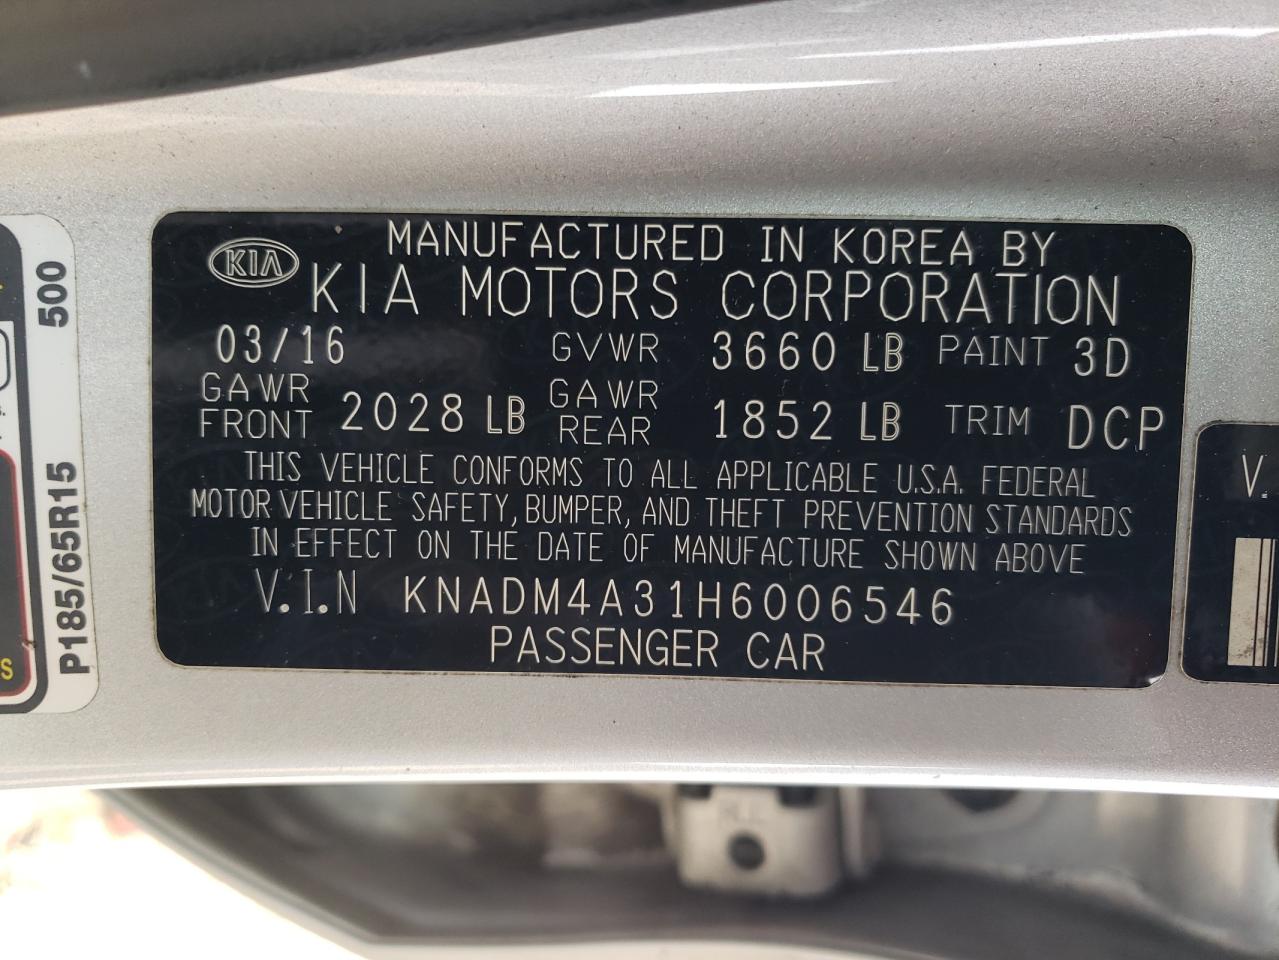 KIA
MANUFACTURED IN KOREA BY
KIA MOTORS CORPORATION
03/16 GVWR 3660 LB PAINT 3D
GAWR FRONT 2028 LB GAWR REAR 1852 LB TRIM DCP
THIS VEHICLE CONFORMS TO ALL APPLICABLE U.S.A. FEDERAL
MOTOR VEHICLE SAFETY, BUMPER, AND THEFT PREVENTION STANDARDS
IN EFFECT ON THE DATE OF MANUFACTURE SHOWN ABOVE
V.I.N KNADM4A31H6006546
PASSENGER CAR
P185/65R15 500
V.